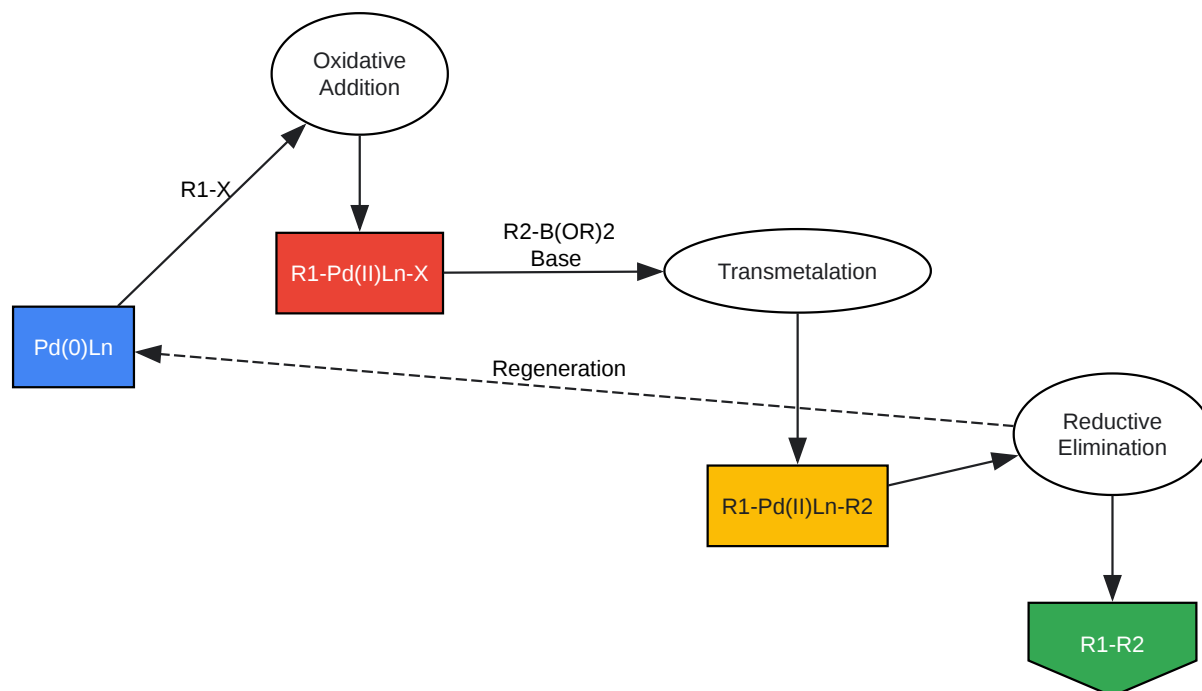 Oxidative
Addition
R1-X
R2-B(OR)2
Base
R1-Pd(II)Ln-X
Transmetalation
Pd(0)Ln
Regeneration
Reductive
Elimination
R1-Pd(II)Ln-R2
R1-R2